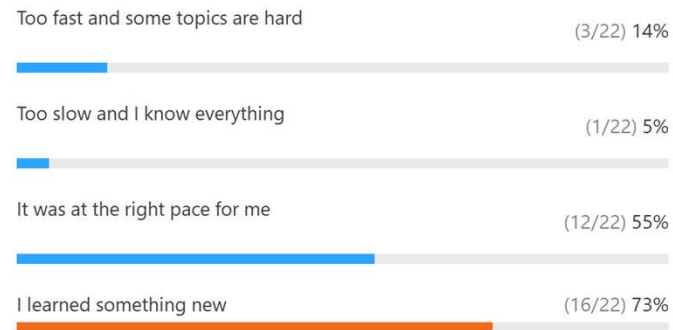 Too fast and some topics are hard
(3/22) 14%
Too slow and I know everything
(1/22) 5%
It was at the right pace for me
(12/22) 55%
I learned something new
(16/22) 73%